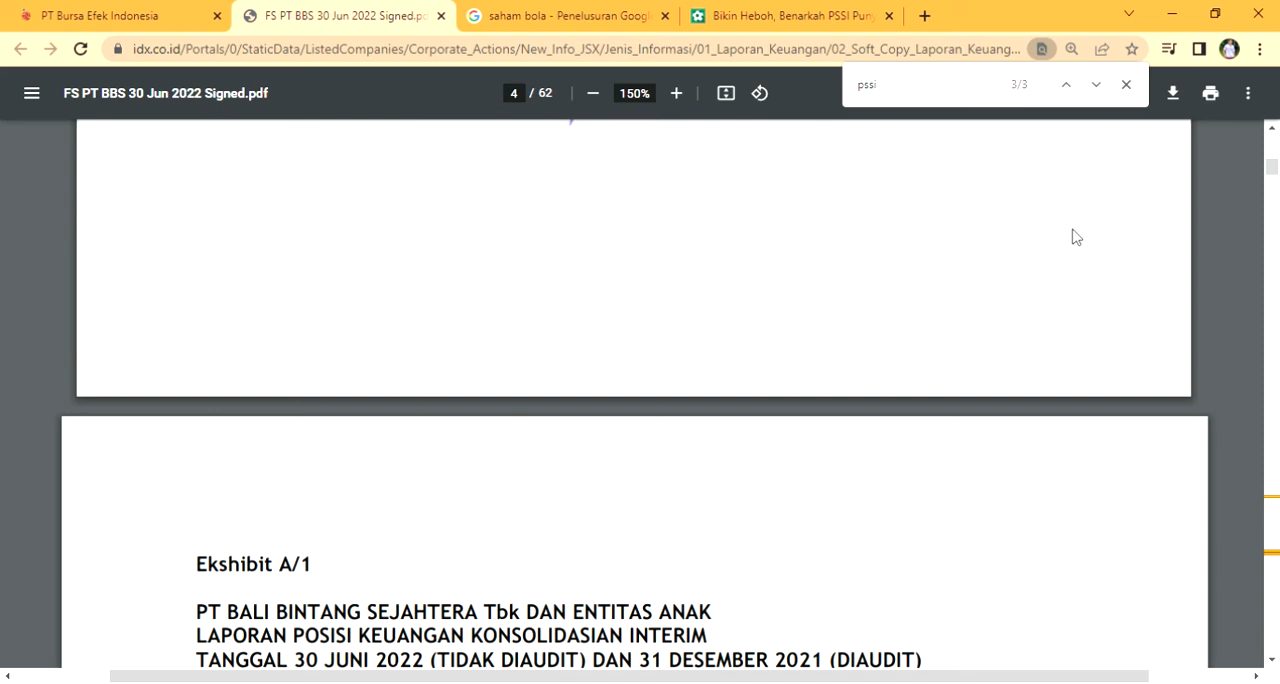 PT Bursa Efek Indonesia
FS PT BBS 30 Jun 2022 Signed.pdf
saham bola - Penelusuran Googl
Bikin Heboh, Benarkah PSSI Pun
idx.co.id/Portals/0/StaticData/ListedCompanies/Corporate_Actions/New_Info_JSX/Jenis_Informasi/01_Laporan_Keuangan/02_Soft_Copy_Laporan_Keuang...
FS PT BBS 30 Jun 2022 Signed.pdf
4 / 62
150%
pssi
3/3
Ekshibit A/1
PT BALI BINTANG SEJAHTERA Tbk DAN ENTITAS ANAK
LAPORAN POSISI KEUANGAN KONSOLIDASIAN INTERIM
TANGGAL 30 JUNI 2022 (TIDAK DIAUDIT) DAN 31 DESEMBER 2021 (DIAUDIT)